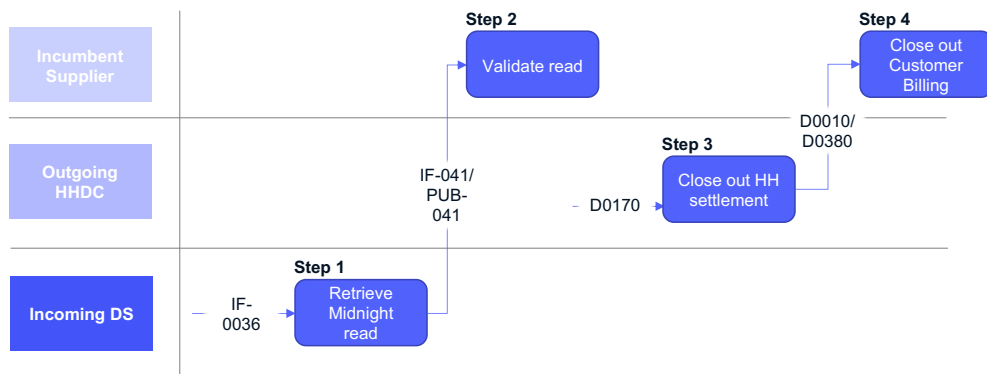 Step 2
Step 4
Incumbent
Supplier
Validate read
Close out
Customer
Billing
D0010/
D0380
Step 3
Outgoing
HHDC
IF-041/
PUB-
041
D0170
Close out HH
settlement
Step 1
Incoming DS
IF-
0036
Retrieve
Midnight
read